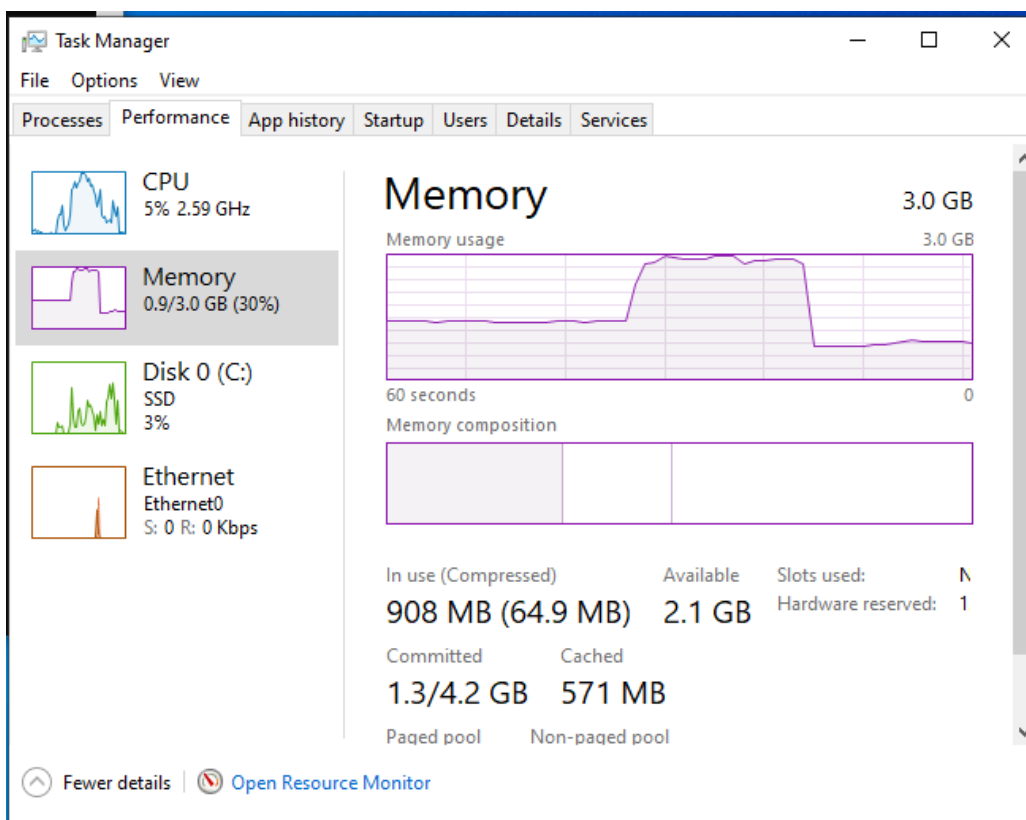 Task Manager
File Options View
Processes Performance App history Startup Users Details Services
CPU
5% 2.59 GHz
Memory
0.9/3.0 GB (30%)
Disk 0 (C:)
SSD
3%
Ethernet
Ethernet0
S: 0 R: 0 Kbps
Memory 3.0 GB
Memory usage 3.0 GB
60 seconds 0
Memory composition
In use (Compressed) Available Slots used:
908 MB (64.9 MB) 2.1 GB Hardware reserved: 1
Committed Cached
1.3/4.2 GB 571 MB
Paged pool Non-paged pool
Fewer details Open Resource Monitor